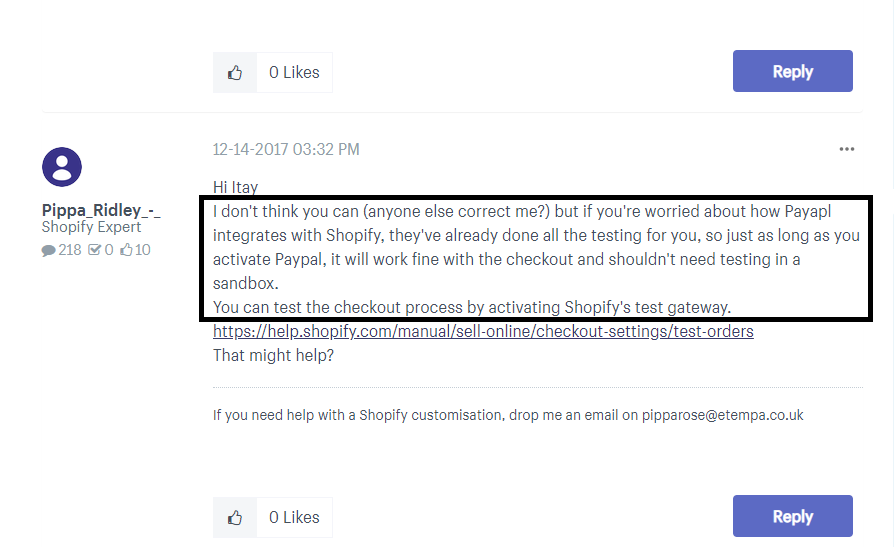 0 Likes
Reply
12-14-2017 03:32 PM
Hi Itay
Pippa_Ridley_-_
Shopify Expert
218 0 10
I don't think you can (anyone else correct me?) but if you're worried about how Payapl
integrates with Shopify, they've already done all the testing for you, so just as long as you
activate Paypal, it will work fine with the checkout and shouldn't need testing in a
sandbox.
You can test the checkout process by activating Shopify's test gateway.
https://help.shopify.com/manual/sell-online/checkout-settings/test-orders
That might help?
If you need help with a Shopify customisation, drop me an email on pipparose@etempa.co.uk
0 Likes
Reply